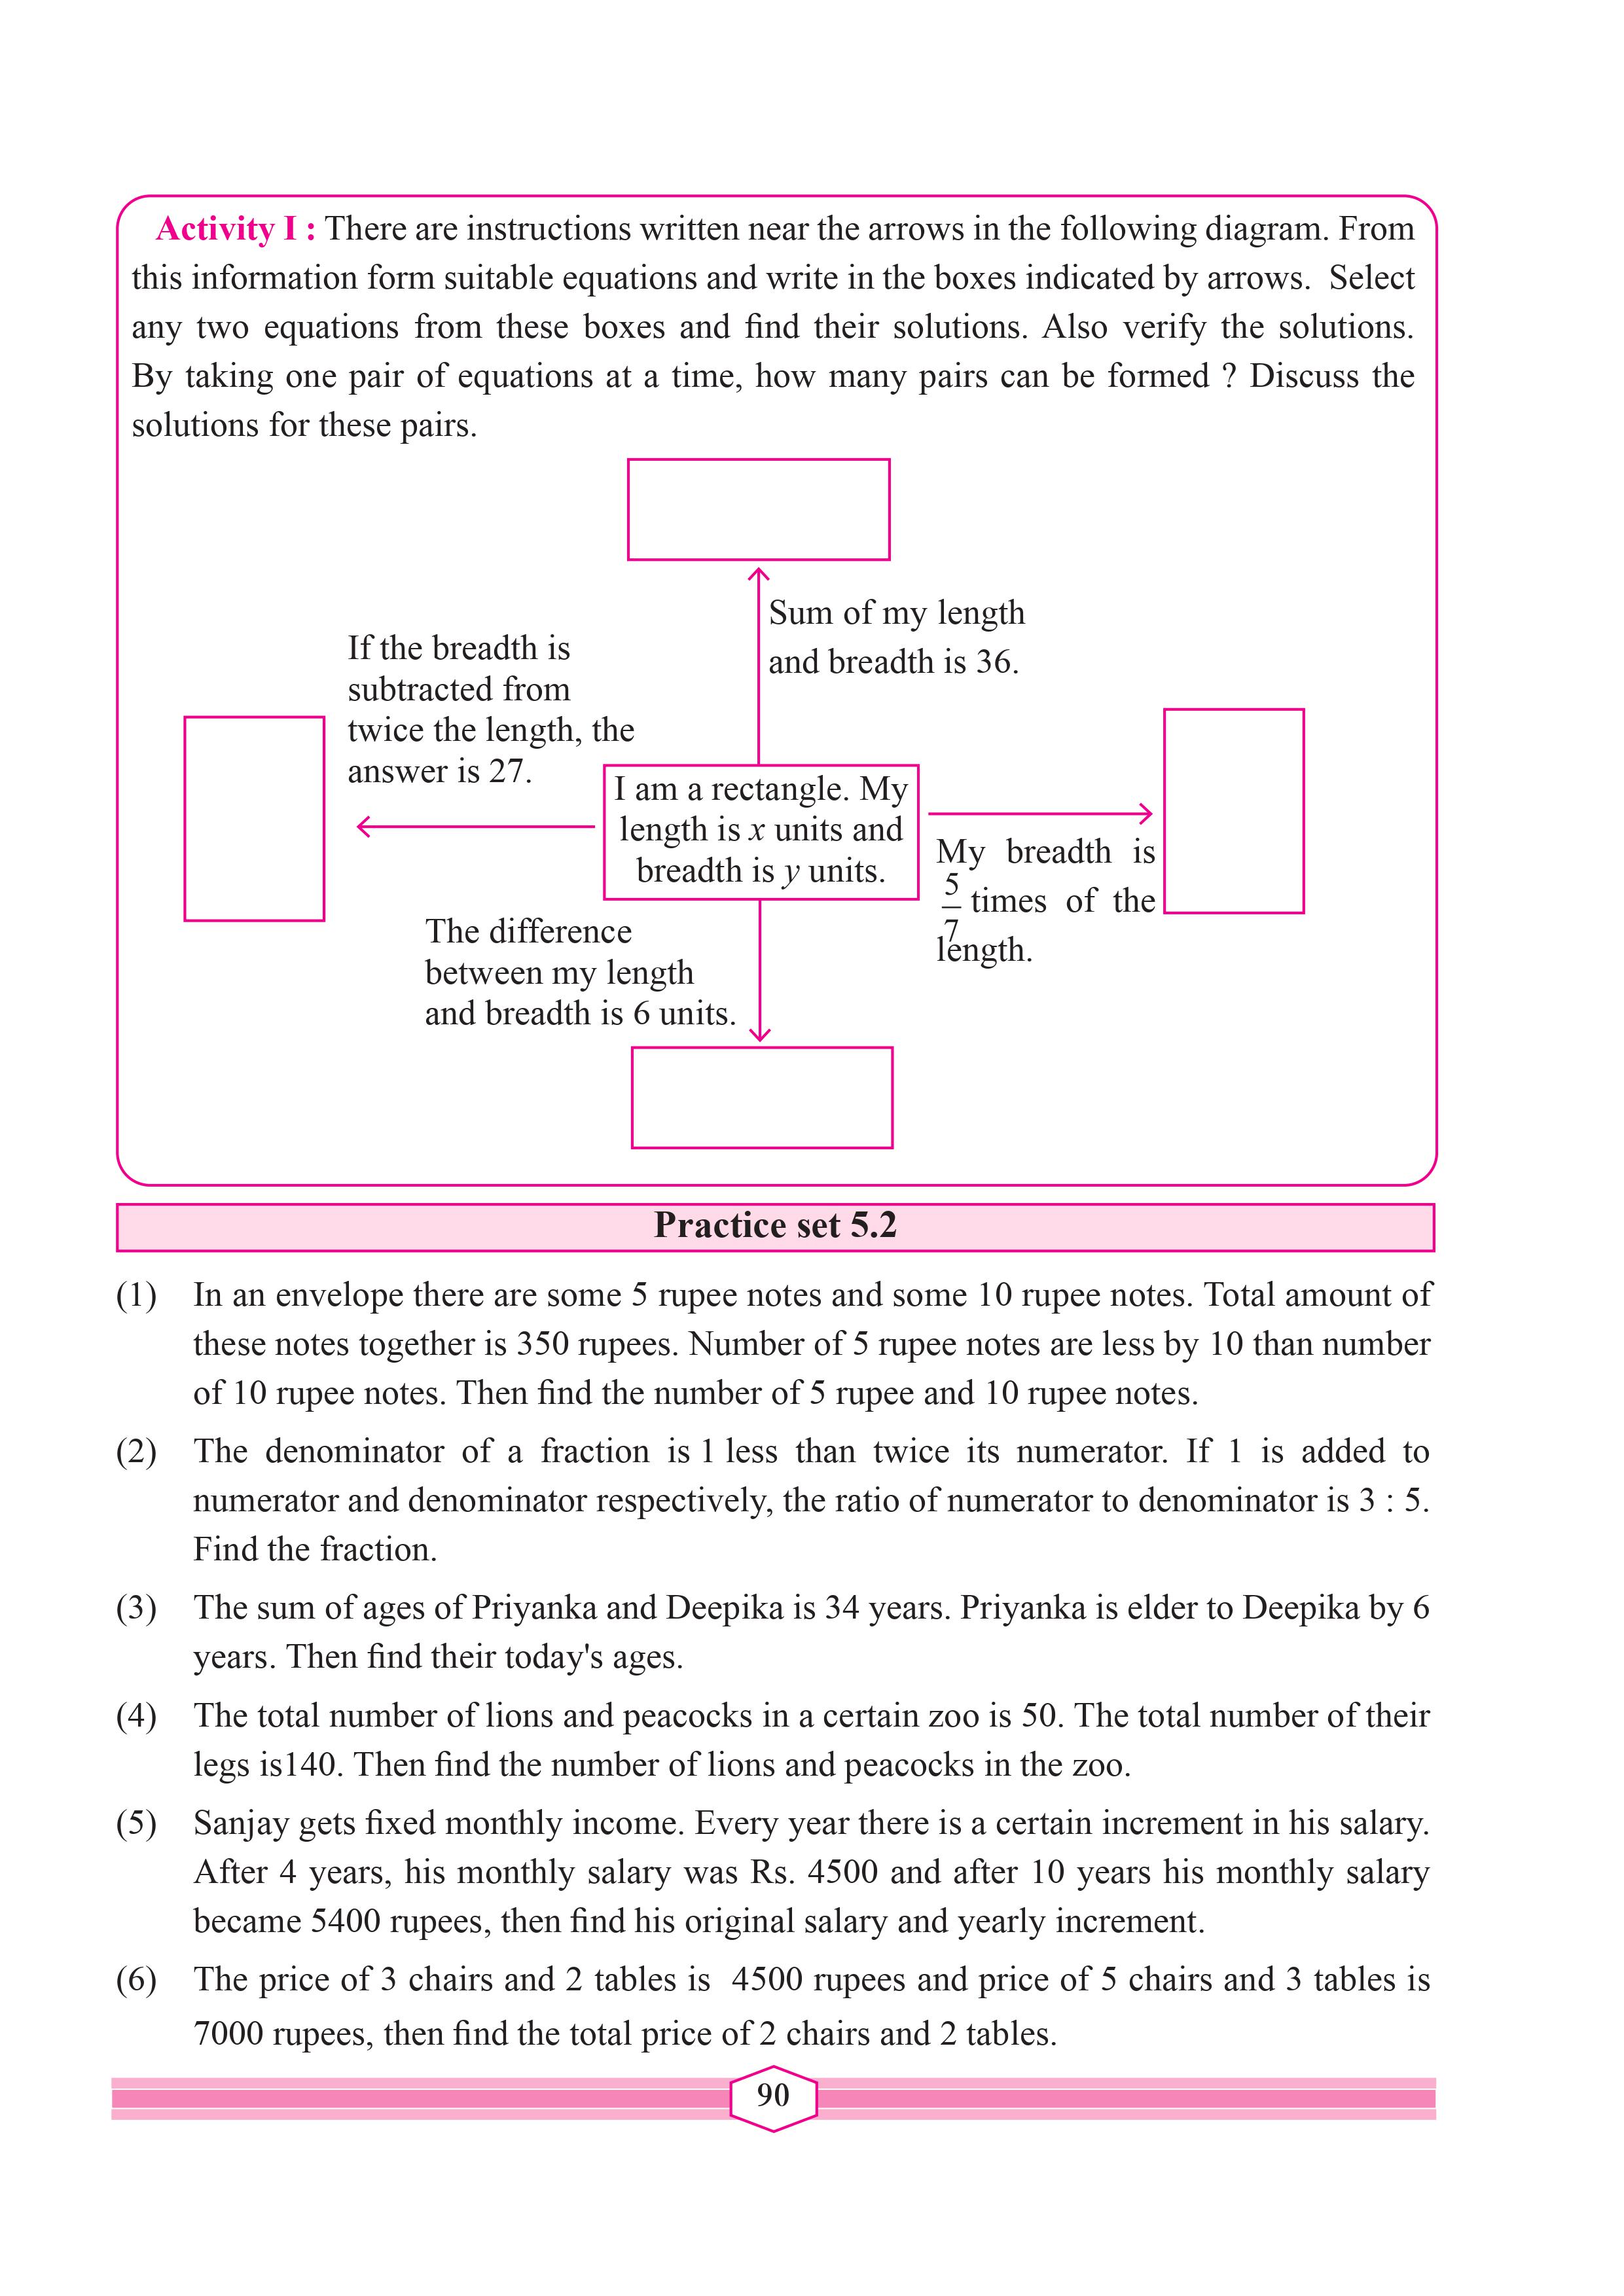 Activity I : There are instructions written near the arrows in the following diagram. From
this information form suitable equations and write in the boxes indicated by arrows. Select
any two equations from these boxes and find their solutions. Also verify the solutions.
By taking one pair of equations at a time, how many pairs can be formed ? Discuss the
solutions for these pairs.
Sum of my length
and breadth is 36.
If the breadth is
subtracted from
twice the length, the
answer is 27.
I am a rectangle. My
length is x units and
breadth is y units.
My breadth is
5/7 times of the
length.
The difference
between my length
and breadth is 6 units.
Practice set 5.2
(1) In an envelope there are some 5 rupee notes and some 10 rupee notes. Total amount of
these notes together is 350 rupees. Number of 5 rupee notes are less by 10 than number
of 10 rupee notes. Then find the number of 5 rupee and 10 rupee notes.
(2) The denominator of a fraction is 1 less than twice its numerator. If 1 is added to
numerator and denominator respectively, the ratio of numerator to denominator is 3 : 5.
Find the fraction.
(3) The sum of ages of Priyanka and Deepika is 34 years. Priyanka is elder to Deepika by 6
years. Then find their today's ages.
(4) The total number of lions and peacocks in a certain zoo is 50. The total number of their
legs is140. Then find the number of lions and peacocks in the zoo.
(5) Sanjay gets fixed monthly income. Every year there is a certain increment in his salary.
After 4 years, his monthly salary was Rs. 4500 and after 10 years his monthly salary
became 5400 rupees, then find his original salary and yearly increment.
(6) The price of 3 chairs and 2 tables is 4500 rupees and price of 5 chairs and 3 tables is
7000 rupees, then find the total price of 2 chairs and 2 tables.
90